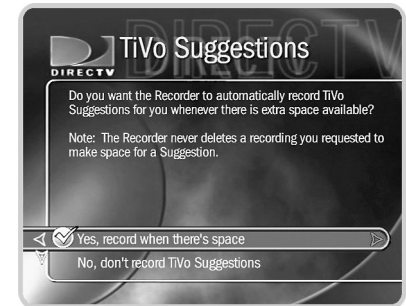 DIRECTV
TiVo Suggestions
DIRECTV
Do you want the Recorder to automatically record TiVo
Suggestions for you whenever there is extra space available?
Note: The Recorder never deletes a recording you requested to
make space for a Suggestion.
Yes, record when there's space
No, don't record TiVo Suggestions